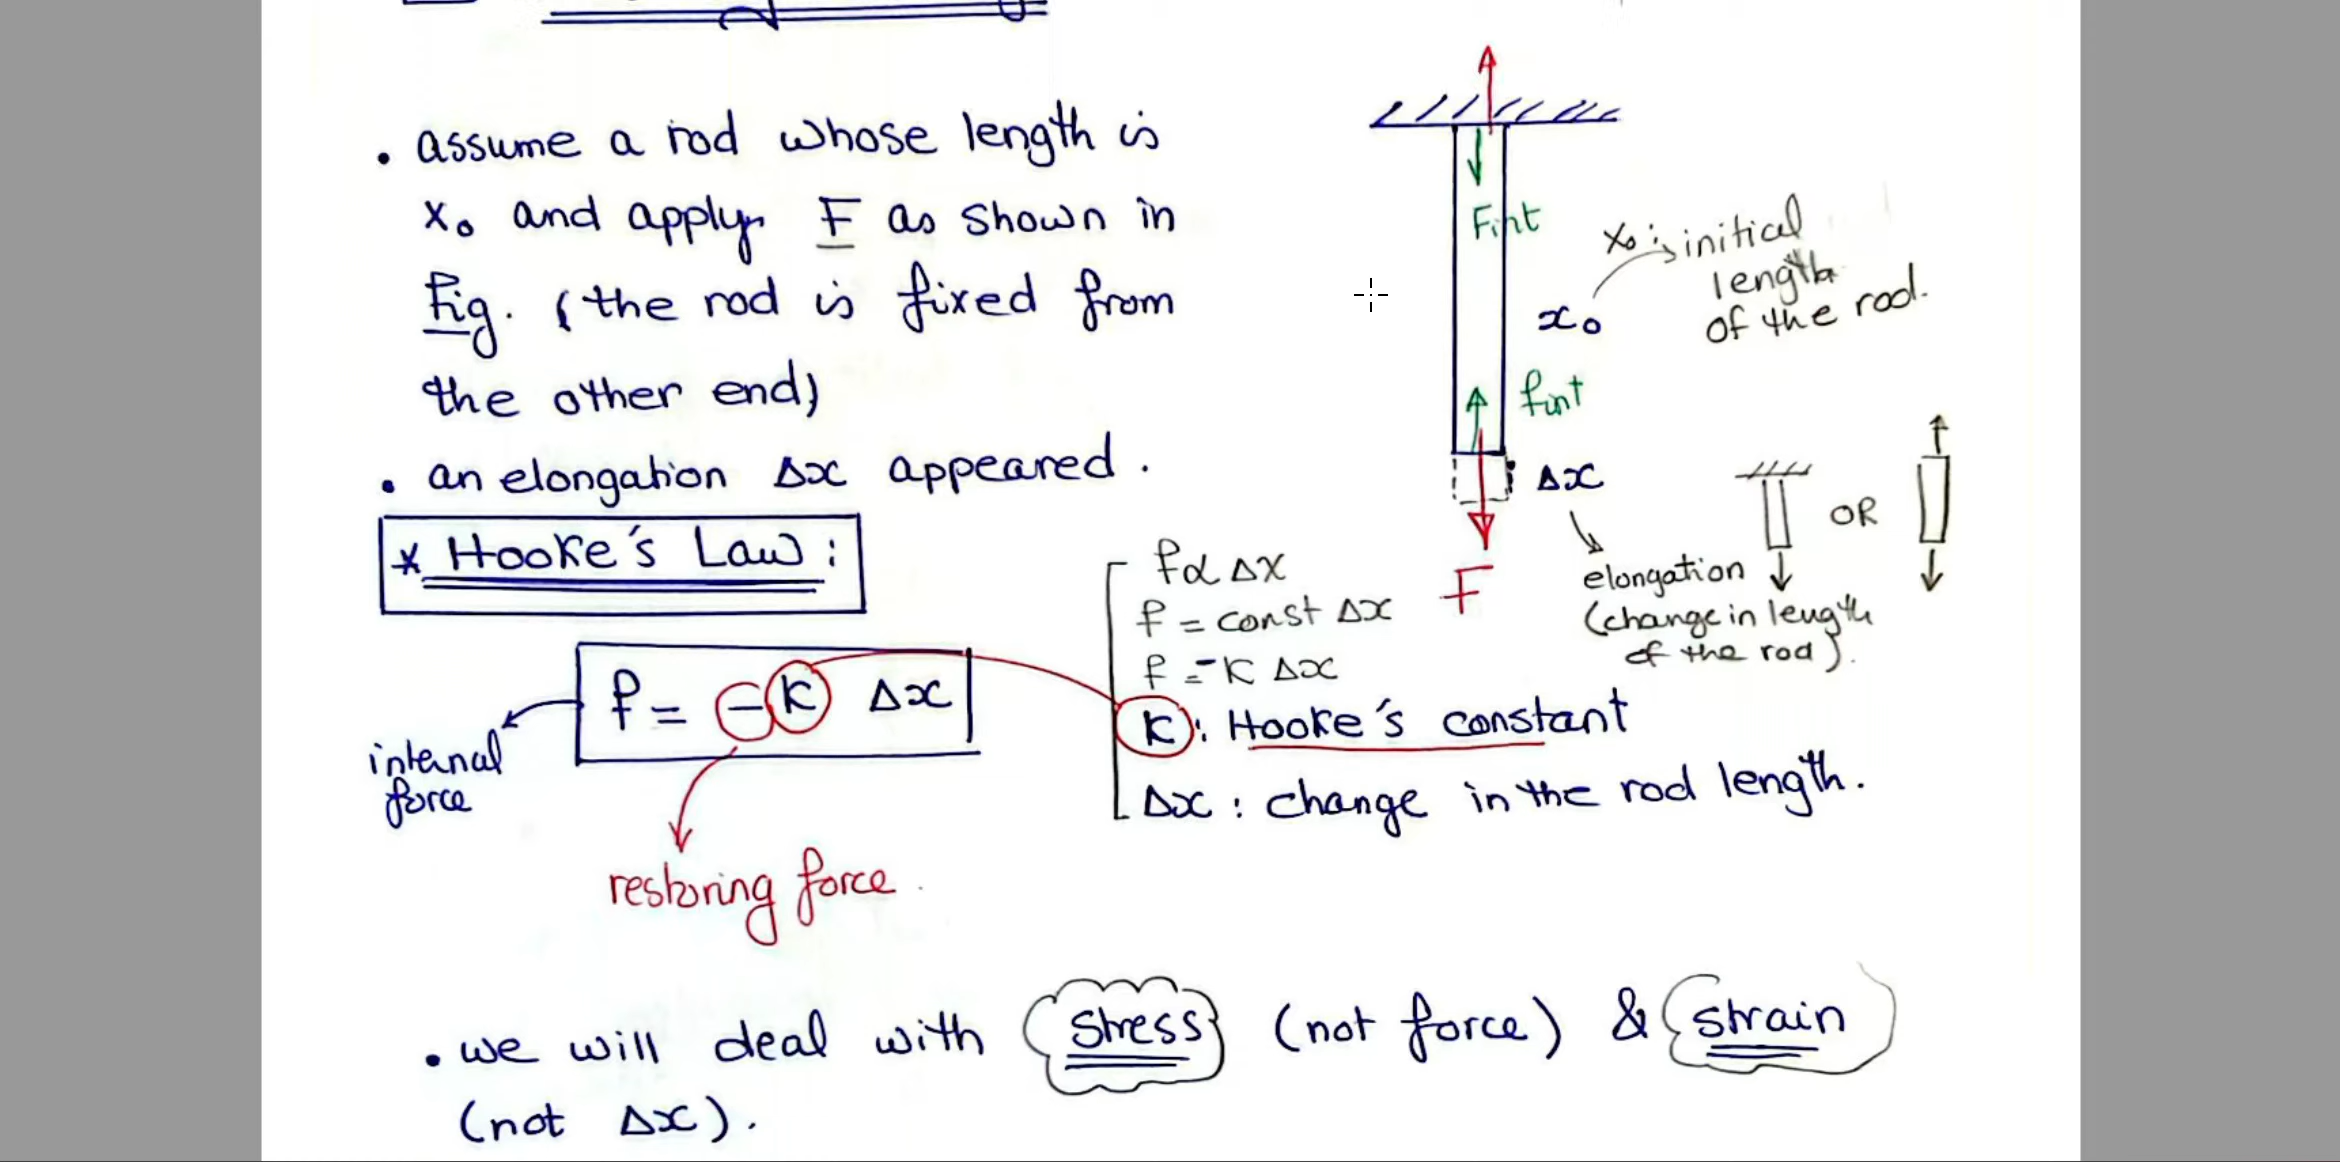 • assume a rod whose length is
x₀ and apply F as shown in
Fig. (the rod is fixed from
the other end)
• an elongation Δx appeared.
* Hooke's Law:
f = -k Δx
internal
force
restoring force.
Fint
x₀: initical
length
of the rod.
x₀
fint
Δx
F
OR
elongation
(change in length
of the rod).
f α Δx
f = const Δx
f = -K Δx
K: Hooke's constant
Δx: change in the rod length.
• we will deal with stress (not force) & strain
(not Δx).